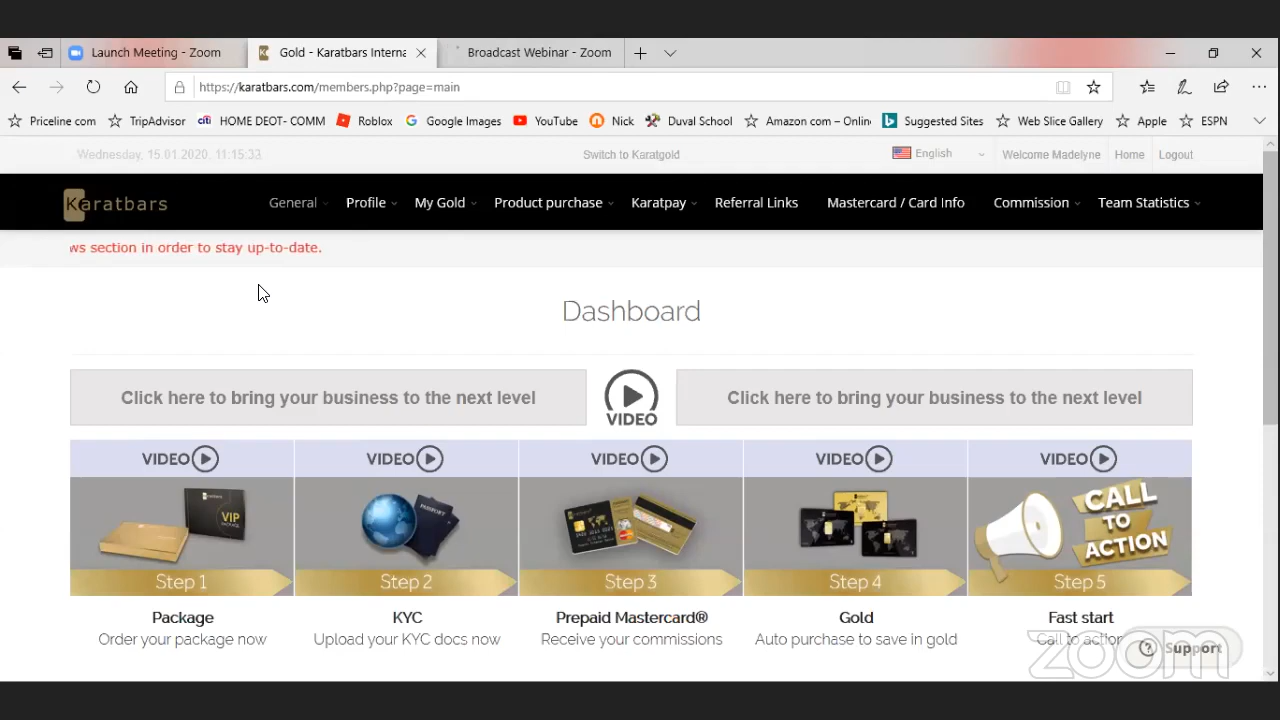 Launch Meeting - Zoom
Gold - Karatbars Interna
Broadcast Webinar - Zoom
https://karatbars.com/members.php?page=main
Priceline.com
TripAdvisor
citi
HOME DEOT- COMM
Roblox
Google Images
YouTube
Nick
Duval School
Amazon.com – Onlin
Suggested Sites
Web Slice Gallery
Apple
ESPN
Wednesday, 15.01.2020, 11:15:33
Switch to Karatgold
English
Welcome Madelyne
Home
Logout
Karatbars
General
Profile
My Gold
Product purchase
Karatpay
Referral Links
Mastercard / Card Info
Commission
Team Statistics
ws section in order to stay up-to-date.
Dashboard
Click here to bring your business to the next level
VIDEO
Click here to bring your business to the next level
VIDEO
VIDEO
VIDEO
VIDEO
VIDEO
Karatbars
VIP
PACKAGE
PASSPORT
CALL
TO
ACTION
Step 1
Step 2
Step 3
Step 4
Step 5
Package
KYC
Prepaid Mastercard®
Gold
Fast start
Order your package now
Upload your KYC docs now
Receive your commissions
Auto purchase to save in gold
Call to action
Support
zoom